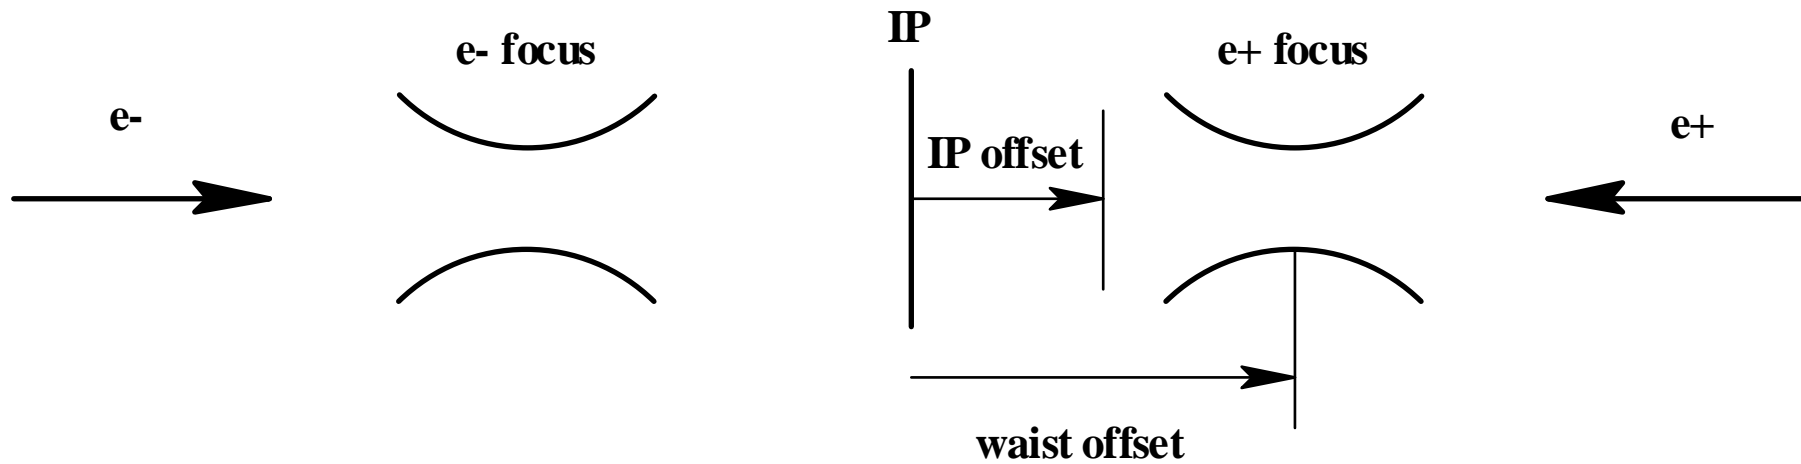 IP
e- focus
e+ focus
e-
e+
IP offset
waist offset